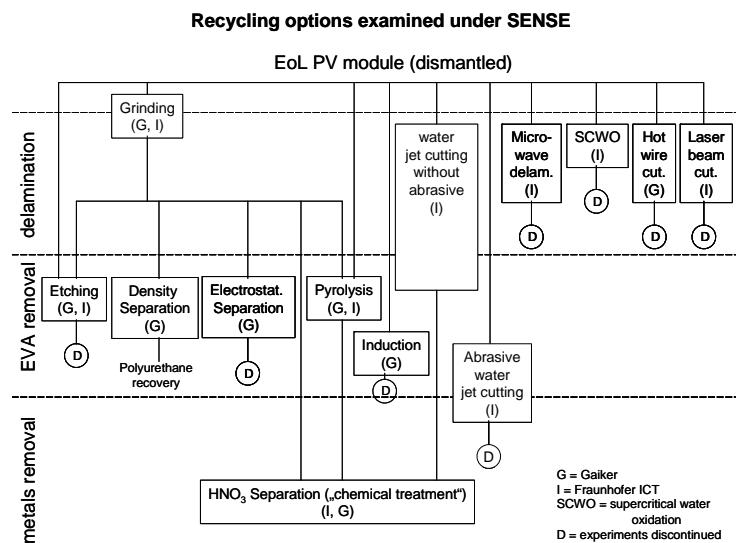 Recycling options examined under SENSE
EoL PV module (dismantled)
Grinding
(G, I)
delamination
water
jet cutting
without
abrasive
(I)
Micro-
wave
delam.
(I)
D
SCWO
(I)
D
Hot
wire
cut.
(G)
D
Laser
beam
cut.
(I)
D
EVA removal
Etching
(G, I)
D
Density
Separation
(G)
Polyurethane
recovery
Electrostat.
Separation
(G)
D
Pyrolysis
(G, I)
Induction
(G)
D
Abrasive
water
jet cutting
(I)
D
metals removal
HNO₃ Separation („chemical treatment“)
(I, G)
G = Gaiker
I = Fraunhofer ICT
SCWO = supercritical water
oxidation
D = experiments discontinued